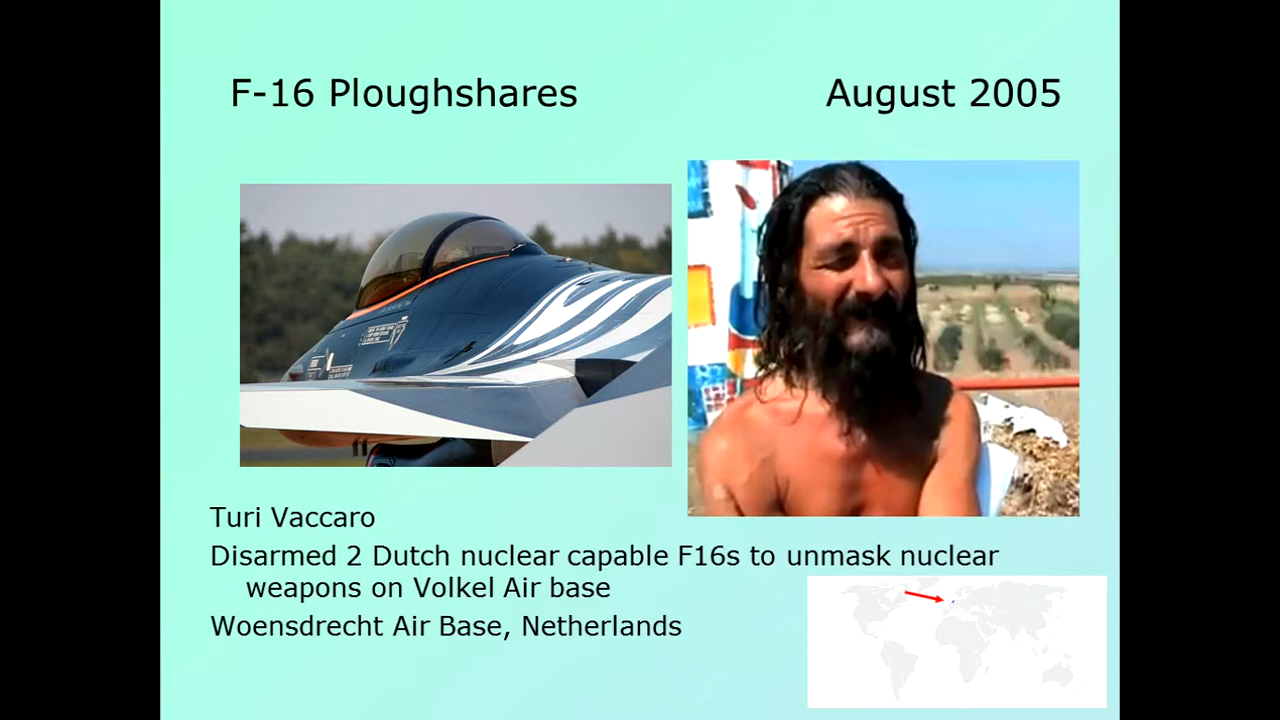 F-16 Ploughshares August 2005
Turi Vaccaro
Disarmed 2 Dutch nuclear capable F16s to unmask nuclear
weapons on Volkel Air base
Woensdrecht Air Base, Netherlands